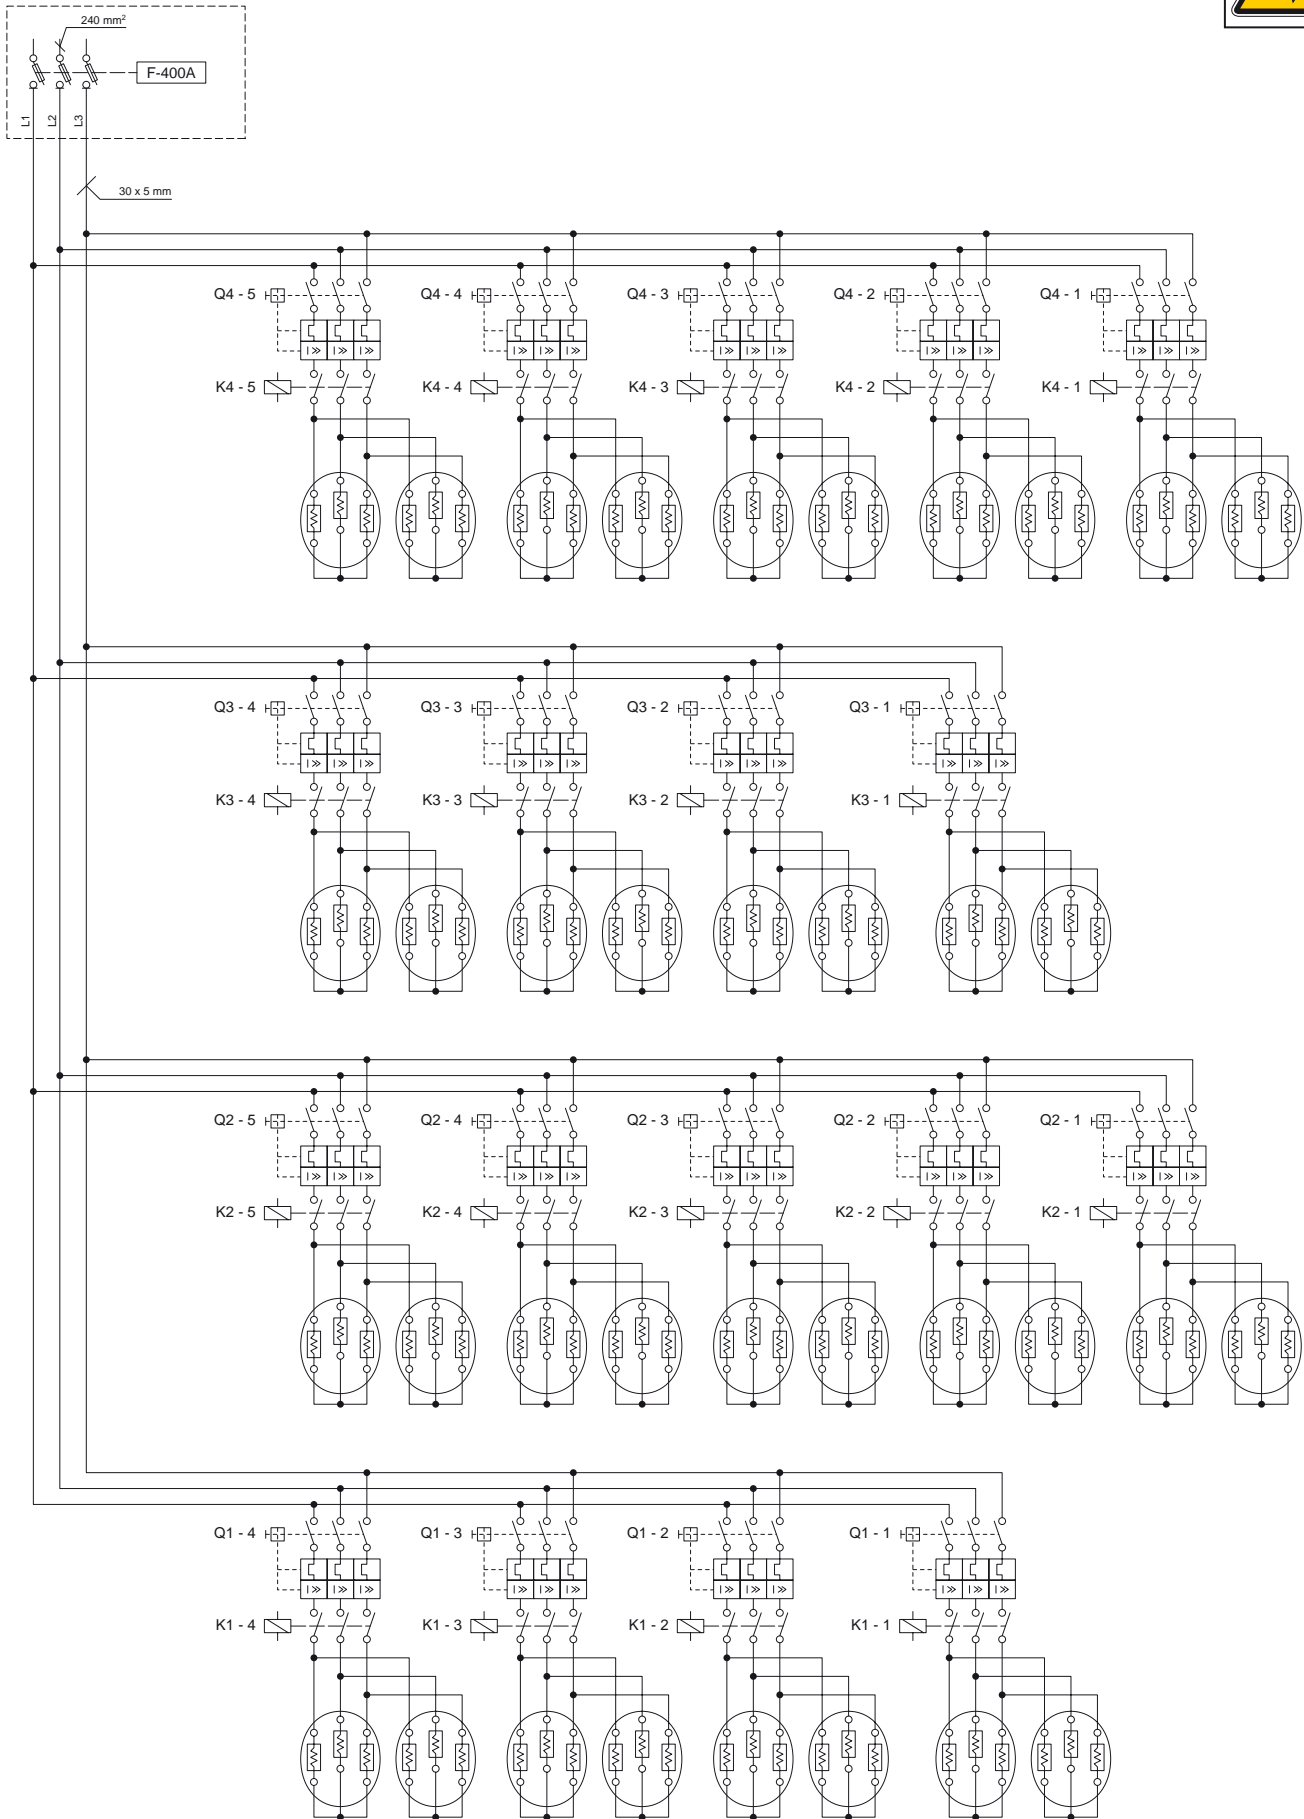 240 mm²
F-400A
L1 L2 L3
30 x 5 mm
Q4 - 5 Q4 - 4 Q4 - 3 Q4 - 2 Q4 - 1
I≫ I≫ I≫ I≫ I≫ I≫ I≫ I≫ I≫ I≫ I≫ I≫ I≫ I≫ I≫
K4 - 5 K4 - 4 K4 - 3 K4 - 2 K4 - 1
Q3 - 4 Q3 - 3 Q3 - 2 Q3 - 1
I≫ I≫ I≫ I≫ I≫ I≫ I≫ I≫ I≫ I≫ I≫ I≫
K3 - 4 K3 - 3 K3 - 2 K3 - 1
Q2 - 5 Q2 - 4 Q2 - 3 Q2 - 2 Q2 - 1
I≫ I≫ I≫ I≫ I≫ I≫ I≫ I≫ I≫ I≫ I≫ I≫ I≫ I≫ I≫
K2 - 5 K2 - 4 K2 - 3 K2 - 2 K2 - 1
Q1 - 4 Q1 - 3 Q1 - 2 Q1 - 1
I≫ I≫ I≫ I≫ I≫ I≫ I≫ I≫ I≫ I≫ I≫ I≫
K1 - 4 K1 - 3 K1 - 2 K1 - 1